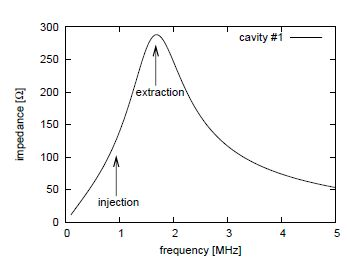 300
250
200
150
100
50
0
impedance [Ω]
cavity #1
extraction
injection
0 1 2 3 4 5
frequency [MHz]